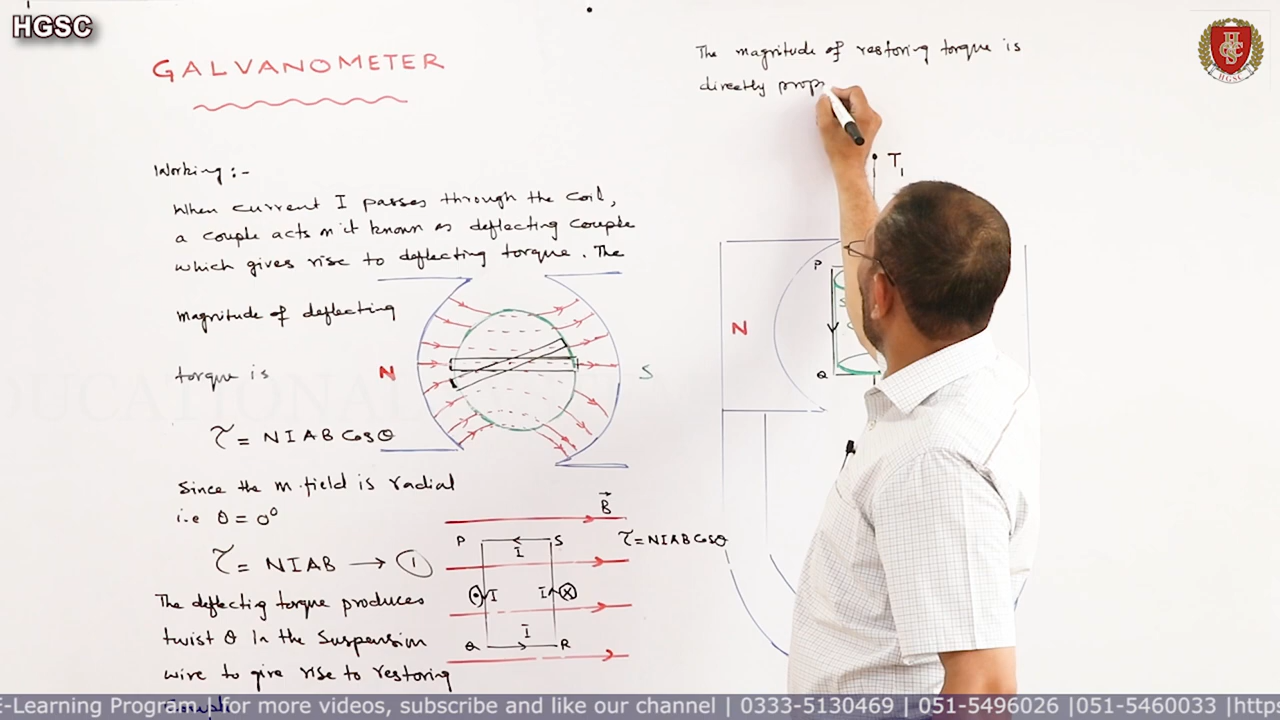 HGSC
GALVANOMETER
Working:-
When current I passes through the coil,
a couple acts on it known as deflecting couple
which gives rise to deflecting torque. The
magnitude of deflecting
torque is
N
S
τ = NIAB Cosθ
Since the m.field is radial
i.e θ = 0°
τ = NIAB → 1
The deflecting torque produces
twist θ in the suspension
wire to give rise to restoring
B
P
I
S
τ = NIAB Cosθ
I
I
Q
I
R
The magnitude of restoring torque is
directly prop
T1
P
N
Q
HGSC
E-Learning Program | for more videos, subscribe and like our channel | 0333-5130469 | 051-5496026 |051-5460033 |https